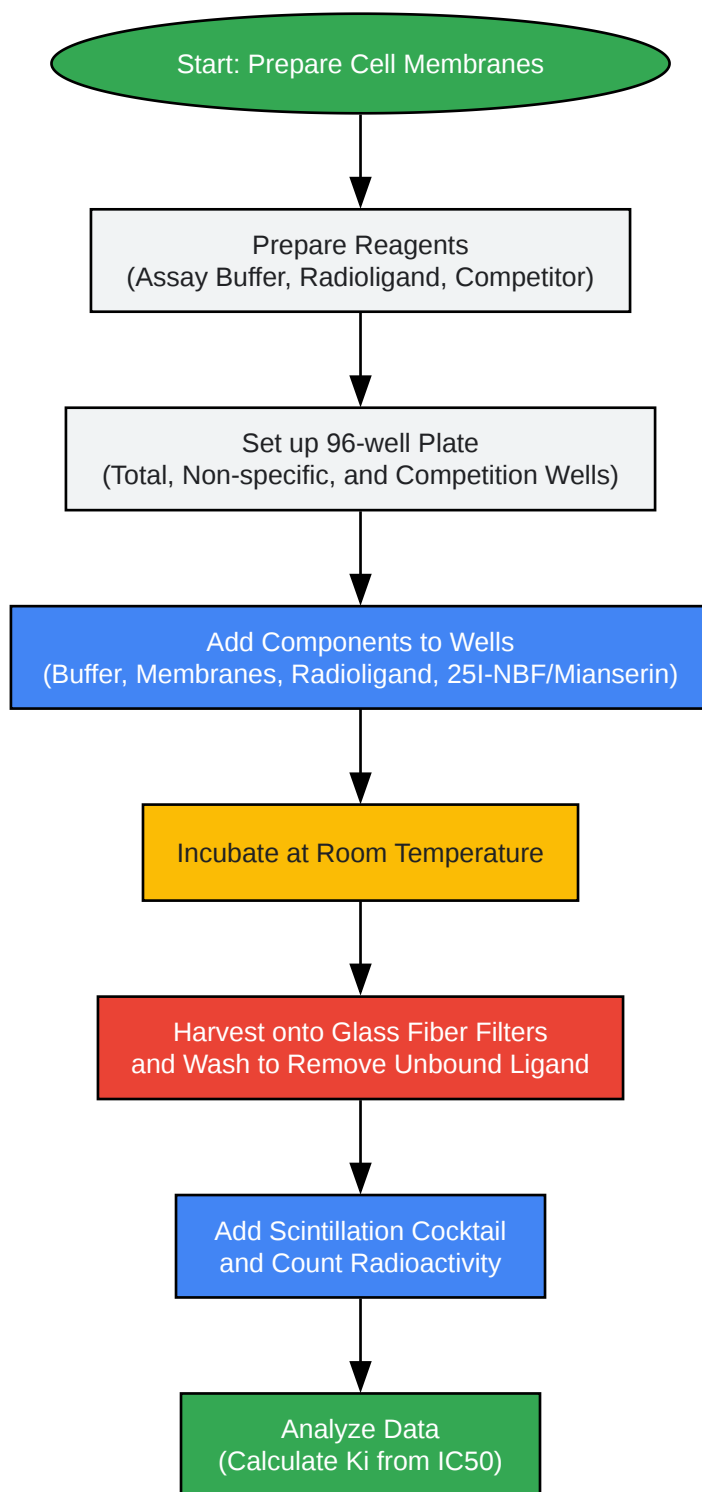 Start: Prepare Cell Membranes
Prepare Reagents
(Assay Buffer, Radioligand, Competitor)
Set up 96-well Plate
(Total, Non-specific, and Competition Wells)
Add Components to Wells
(Buffer, Membranes, Radioligand, 25I-NBF/Mianserin)
Incubate at Room Temperature
Harvest onto Glass Fiber Filters
and Wash to Remove Unbound Ligand
Add Scintillation Cocktail
and Count Radioactivity
Analyze Data
(Calculate Ki from IC50)